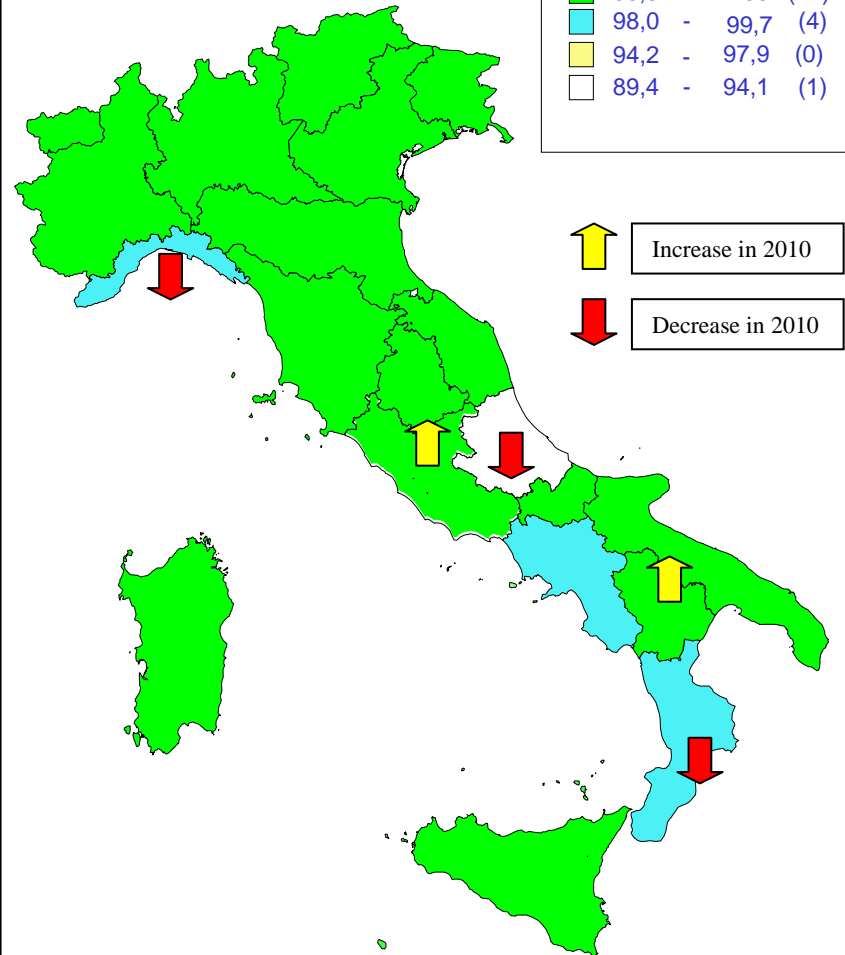 98,0 - 99,7 (4)
94,2 - 97,9 (0)
89,4 - 94,1 (1)
Increase in 2010
Decrease in 2010